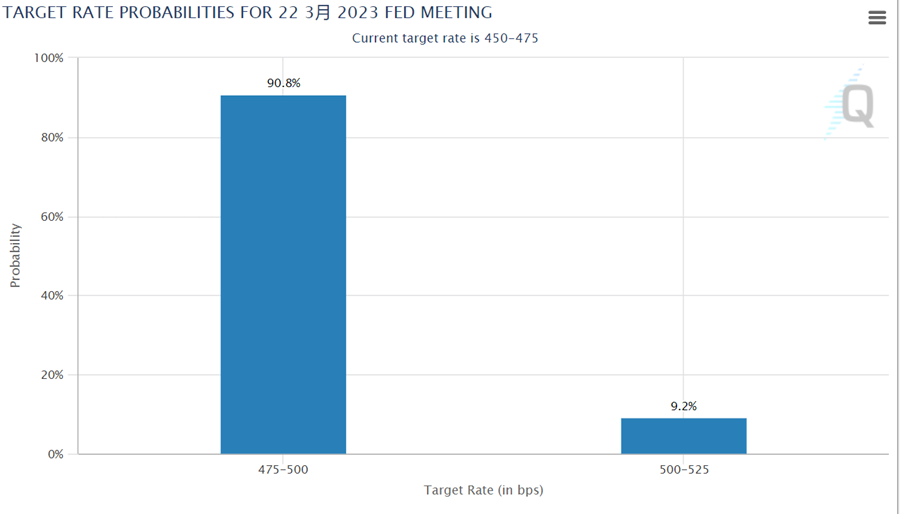 TARGET RATE PROBABILITIES FOR 22 3月 2023 FED MEETING
Current target rate is 450-475
100%
80%
60%
40%
20%
0%
Probability
90.8%
9.2%
475-500
500-525
Target Rate (in bps)
Q